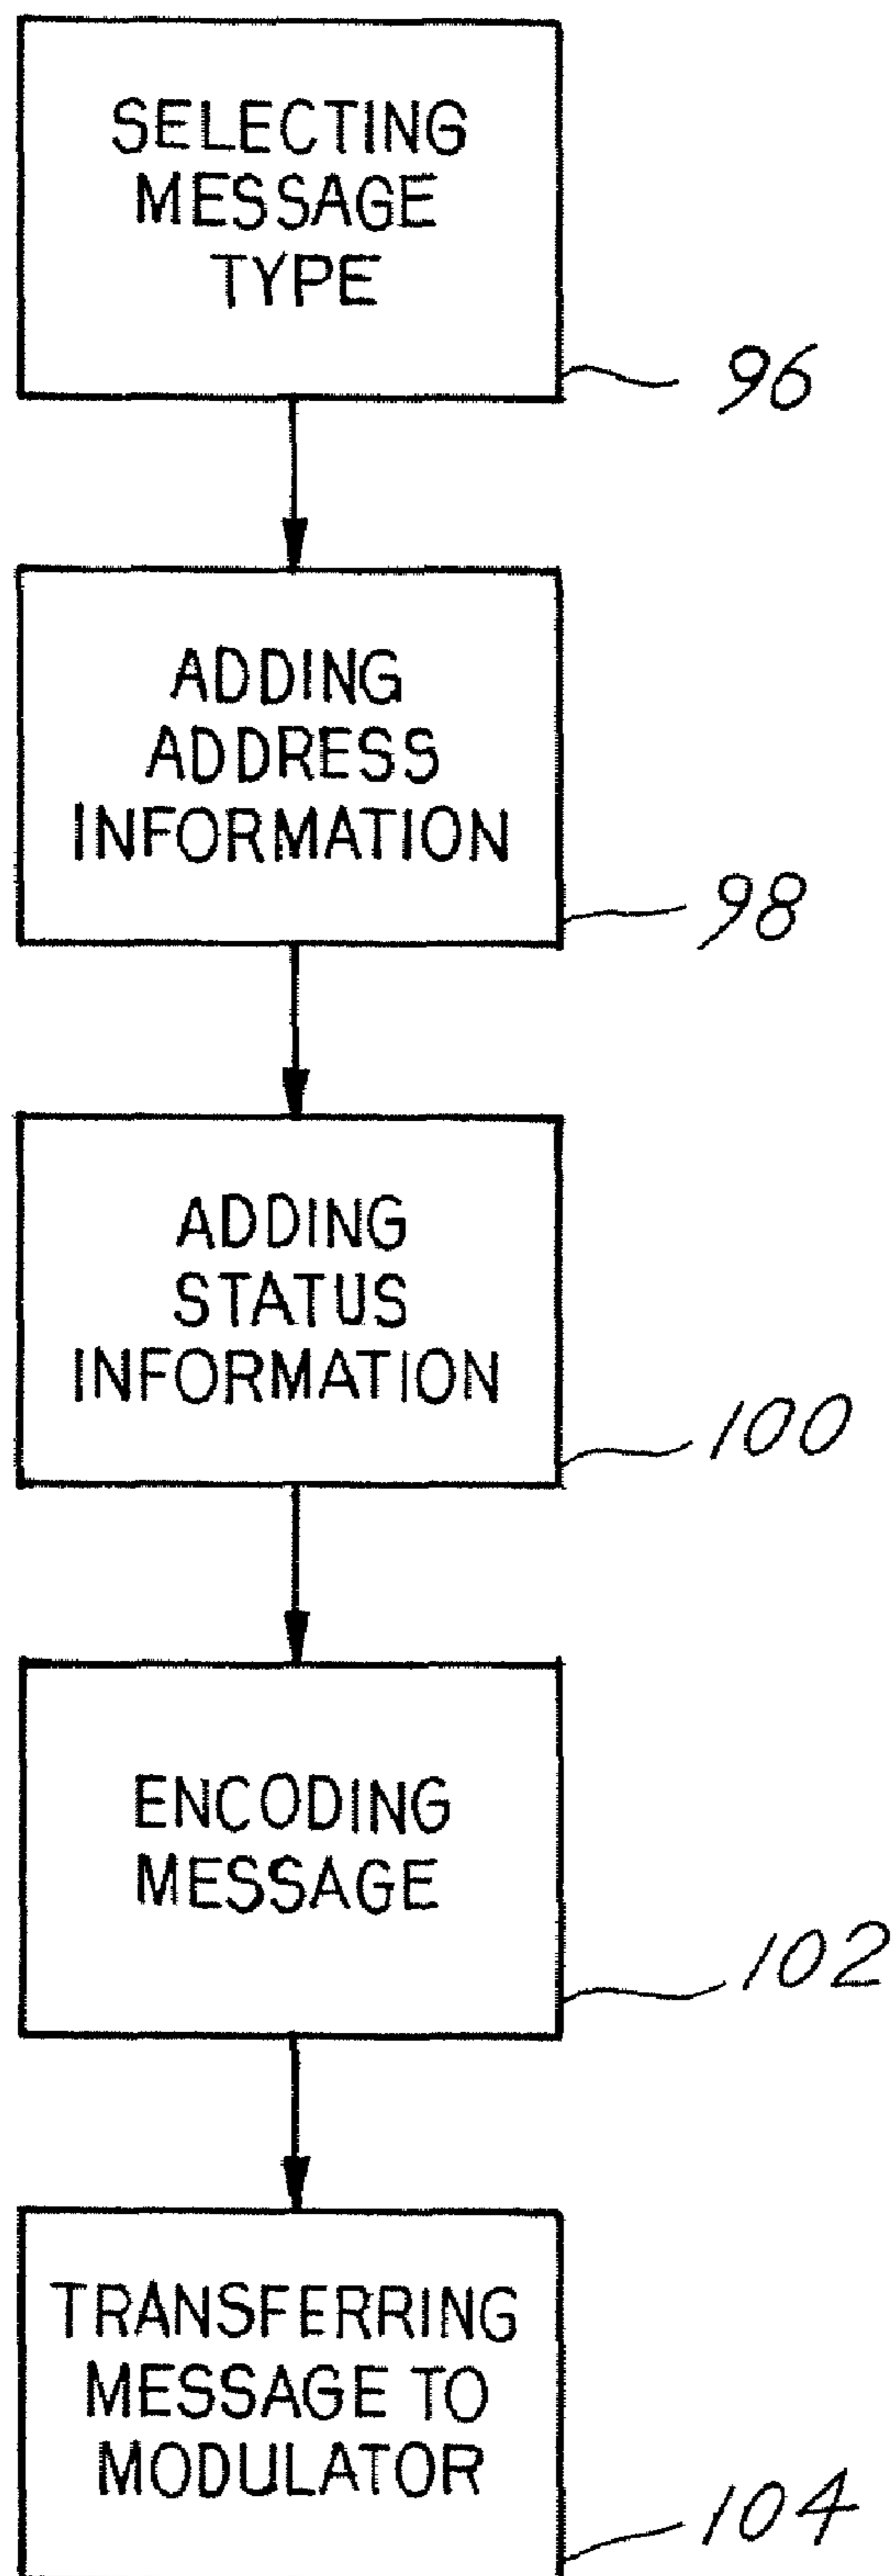 SELECTING
MESSAGE
TYPE
96
ADDING
ADDRESS
INFORMATION
98
ADDING
STATUS
INFORMATION
100
ENCODING
MESSAGE
102
TRANSFERRING
MESSAGE TO
MODULATOR
104